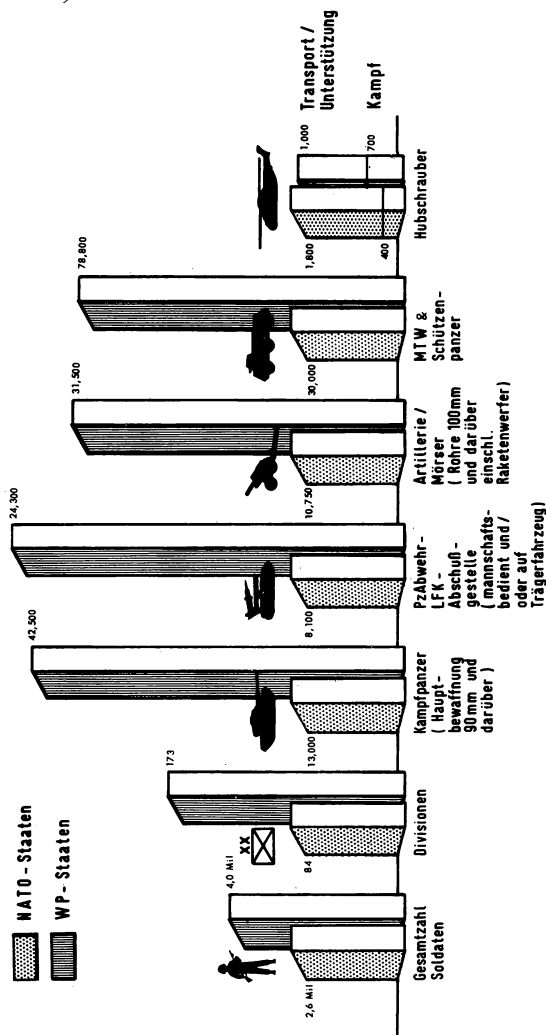 NATO-Staaten
WP-Staaten
2,6 Mil
4,0 Mil
Gesamtzahl
Soldaten
XX
84
173
Divisionen
13,000
42,500
Kampfpanzer
( Haupt-
bewaffnung
90mm und
darüber )
8,100
24,300
PzAbwehr-
LFK-
Abschuß-
gestelle
( mannschafts-
bedient und /
oder auf
Trägerfahrzeug)
10,750
31,500
Artillerie /
Mörser
( Rohre 100mm
und darüber
einschl.
Raketenwerfer)
30,000
78,800
MTW &
Schützen-
panzer
1,800
400
1,000
700
Hubschrauber
Transport /
Unterstützung
Kampf